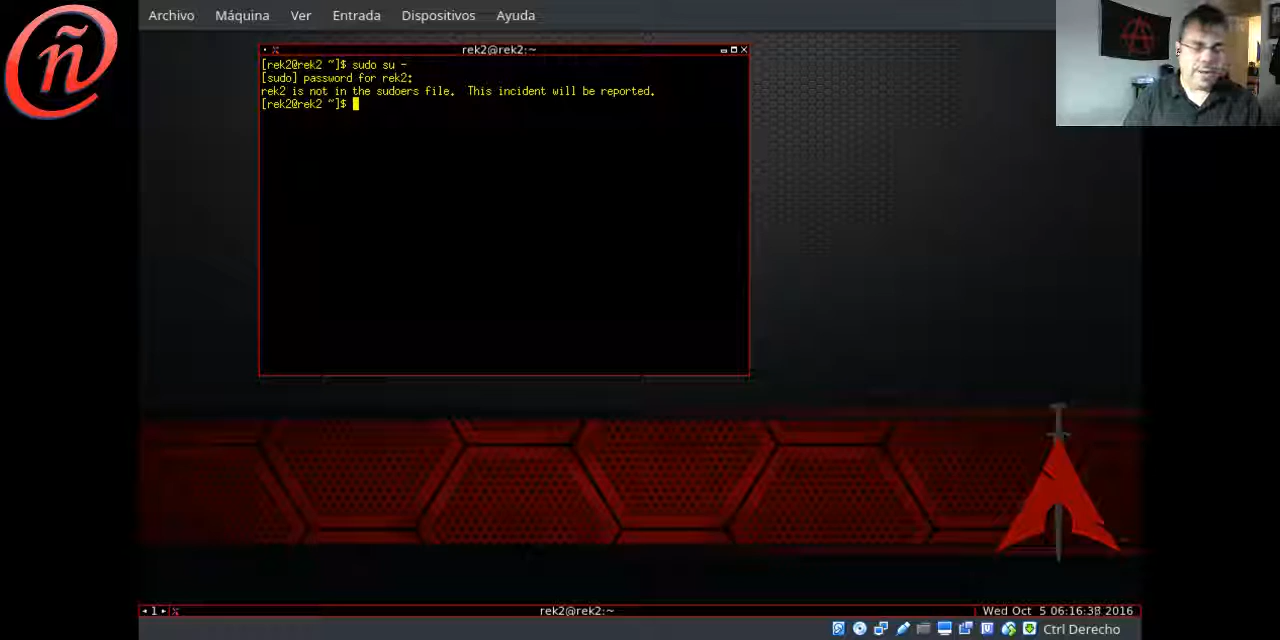 ñ
Archivo Máquina Ver Entrada Dispositivos Ayuda
rek2@rek2:~
[rek2@rek2 ~]$ sudo su -
[sudo] password for rek2:
rek2 is not in the sudoers file.  This incident will be reported.
[rek2@rek2 ~]$
1 rek2@rek2:~ Wed Oct 5 06:16:38 2016
Ctrl Derecho